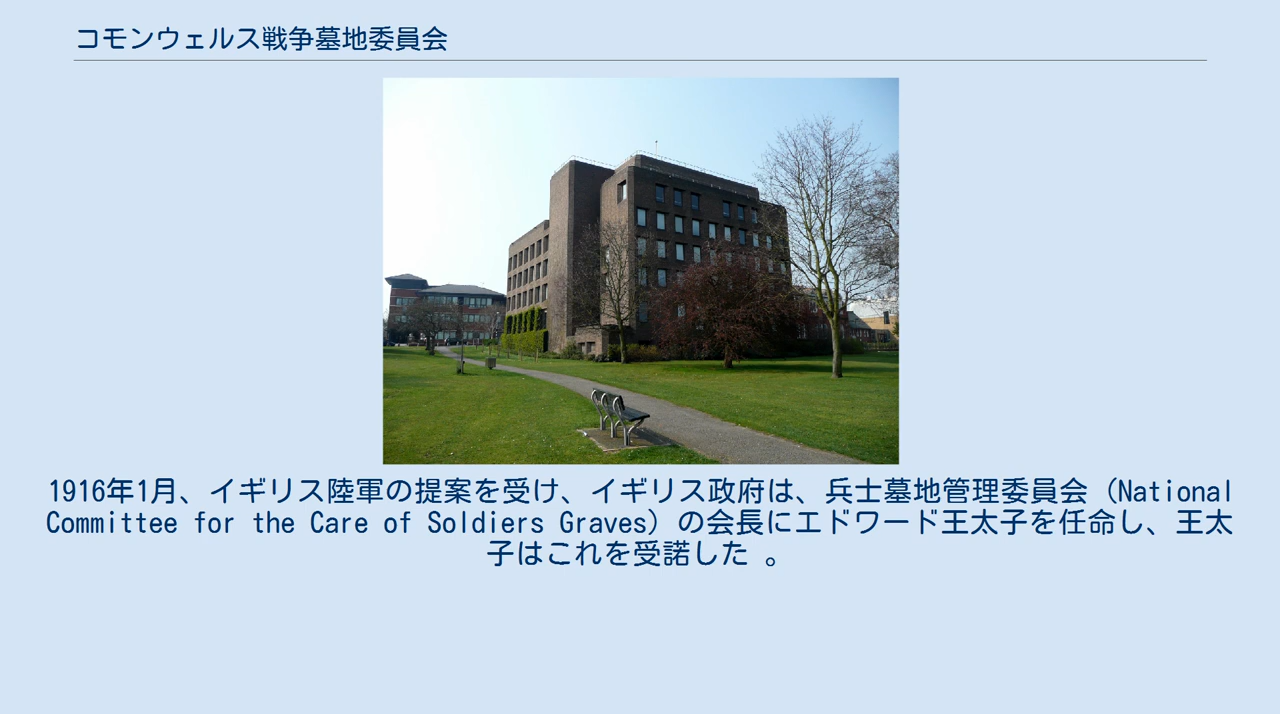 コモンウェルス戦争墓地委員会
1916年1月、イギリス陸軍の提案を受け、イギリス政府は、兵士墓地管理委員会（National
Committee for the Care of Soldiers Graves）の会長にエドワード王太子を任命し、王太
子はこれを受諾した 。